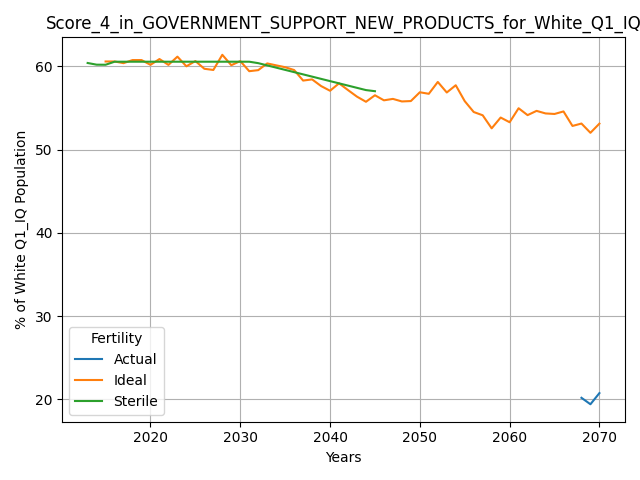 Score_4_in_GOVERNMENT_SUPPORT_NEW_PRODUCTS_for_White_Q1_IQ
% of White Q1_IQ Population
60
50
40
30
20
Fertility
Actual
Ideal
Sterile
2020 2030 2040 2050 2060 2070
Years